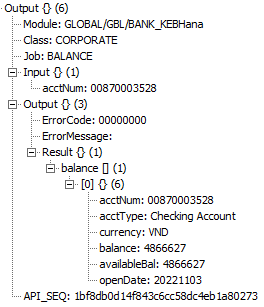 Output {} (6)
Module: GLOBAL/GBL/BANK_KEBHana
Class: CORPORATE
Job: BALANCE
Input {} (1)
acctNum: 00870003528
Output {} (3)
ErrorCode: 00000000
ErrorMessage:
Result {} (1)
balance [] (1)
[0] {} (6)
acctNum: 00870003528
acctType: Checking Account
currency: VND
balance: 4866627
availableBal: 4866627
openDate: 20221103
API_SEQ: 1bf8db0d14f843c6cc58dc4eb1a80273